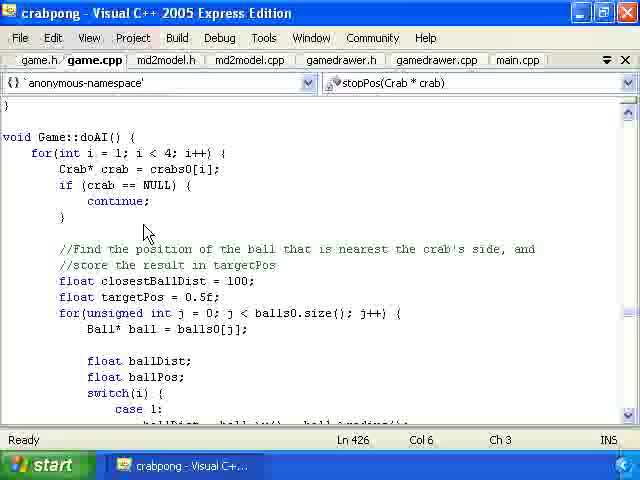 crabpong - Visual C++ 2005 Express Edition
File Edit View Project Build Debug Tools Window Community Help
game.h game.cpp md2model.h md2model.cpp gamedrawer.h gamedrawer.cpp main.cpp
{} `anonymous-namespace' stopPos(Crab * crab)
}
void Game::doAI() {
for(int i = 1; i < 4; i++) {
Crab* crab = crabs0[i];
if (crab == NULL) {
continue;
}
//Find the position of the ball that is nearest the crab's side, and
//store the result in targetPos
float closestBallDist = 100;
float targetPos = 0.5f;
for(unsigned int j = 0; j < balls0.size(); j++) {
Ball* ball = balls0[j];
float ballDist;
float ballPos;
switch(i) {
case 1:
Ready Ln 426 Col 6 Ch 3 INS
start crabpong - Visual C+...